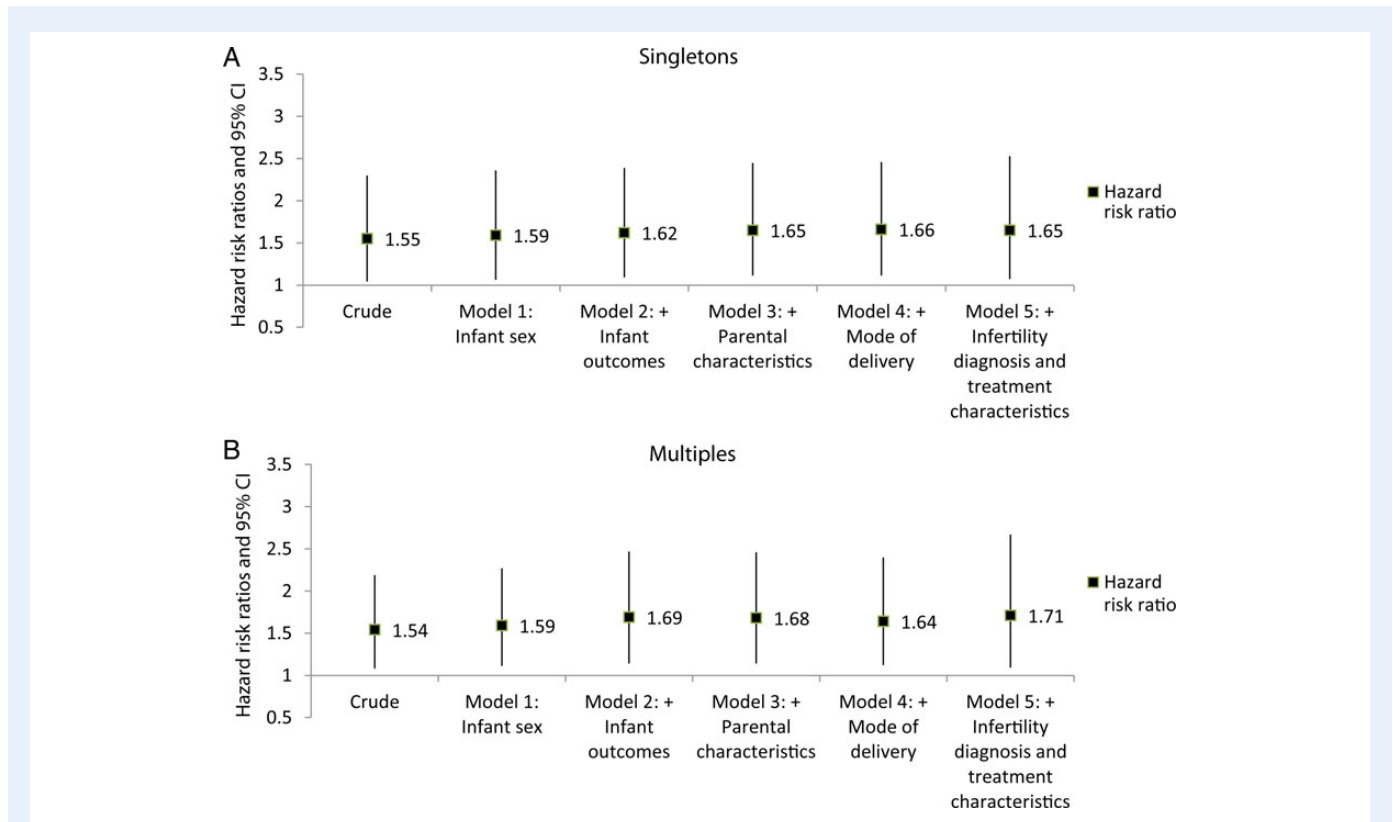 A
Singletons
Hazard risk ratios and 95% CI
3.5
3
2.5
2
1.5
1
0.5
1.55
1.59
1.62
1.65
1.66
1.65
Hazard
risk ratio
Crude
Model 1:
Infant sex
Model 2: +
Infant
outcomes
Model 3: +
Parental
characteristics
Model 4: +
Mode of
delivery
Model 5: +
Infertility
diagnosis and
treatment
characteristics
B
Multiples
Hazard risk ratios and 95% CI
3.5
3
2.5
2
1.5
1
0.5
1.54
1.59
1.69
1.68
1.64
1.71
Hazard
risk ratio
Crude
Model 1:
Infant sex
Model 2: +
Infant
outcomes
Model 3: +
Parental
characteristics
Model 4: +
Mode of
delivery
Model 5: +
Infertility
diagnosis and
treatment
characteristics